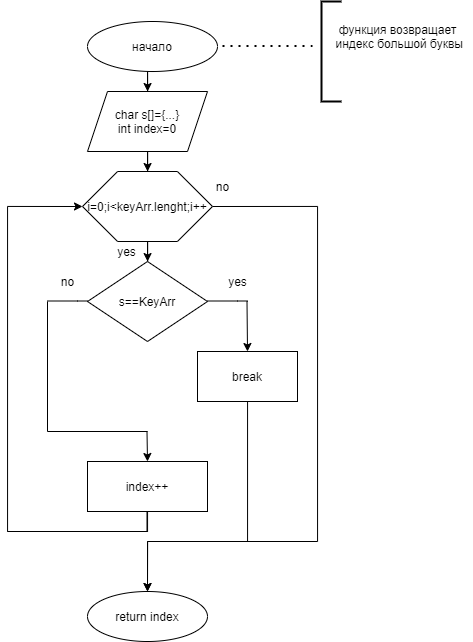 функция возвращает
индекс большой буквы
начало
char s[]={...}
int index=0
i=0;i<keyArr.lenght;i++
no
yes
no
yes
s==KeyArr
break
index++
return index